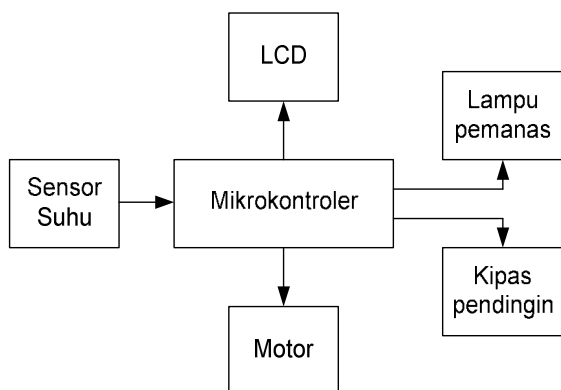 LCD
Lampu
pemanas
Sensor
Suhu
Mikrokontroler
Kipas
pendingin
Motor